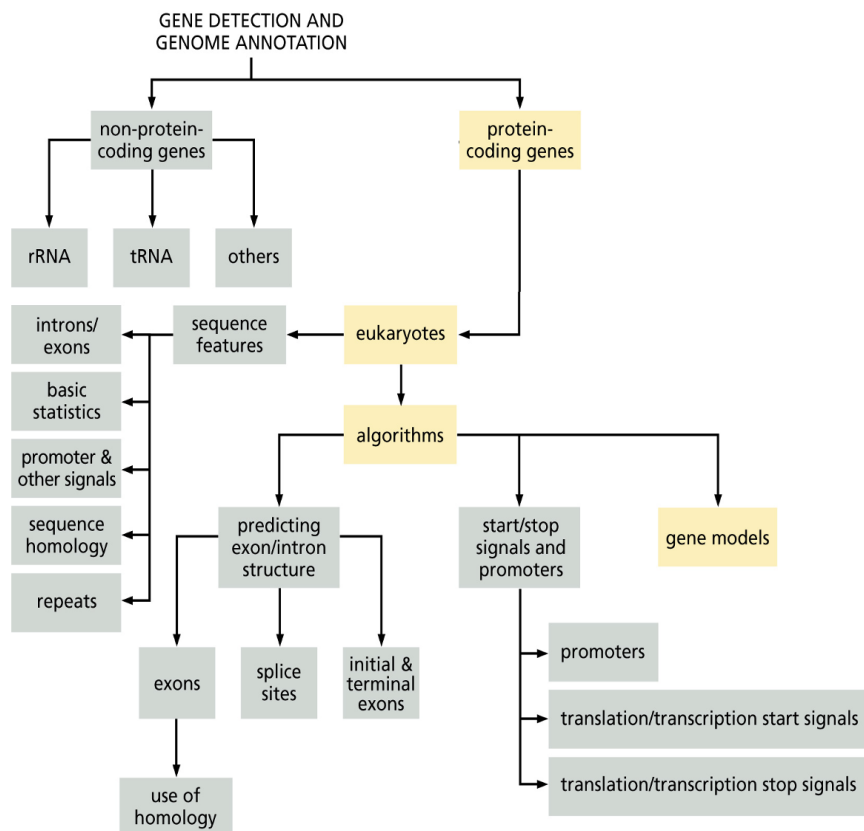 GENE DETECTION AND
GENOME ANNOTATION
non-protein-
coding genes
protein-
coding genes
rRNA
tRNA
others
introns/
exons
sequence
features
eukaryotes
basic
statistics
algorithms
promoter &
other signals
sequence
homology
predicting
exon/intron
structure
start/stop
signals and
promoters
gene models
repeats
exons
splice
sites
initial &
terminal
exons
promoters
translation/transcription start signals
translation/transcription stop signals
use of
homology